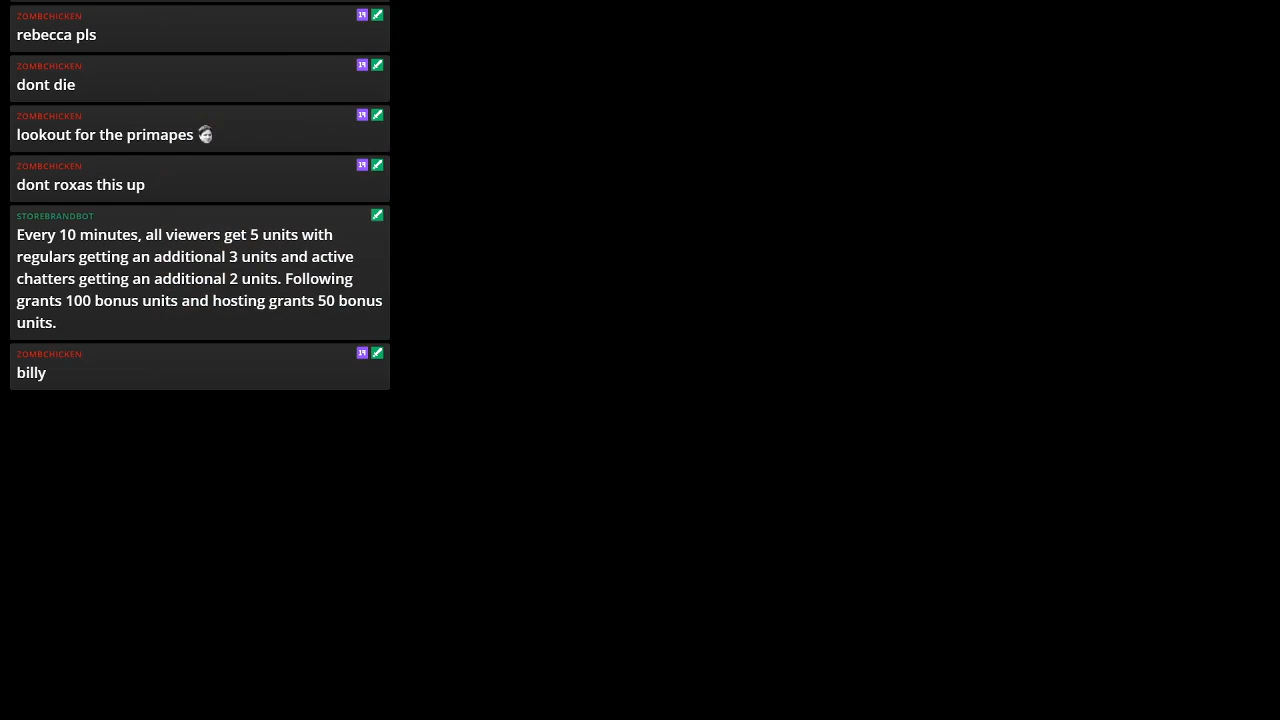 ZOMBCHICKEN
rebecca pls
ZOMBCHICKEN
dont die
ZOMBCHICKEN
lookout for the primapes
ZOMBCHICKEN
dont roxas this up
STOREBRANDBOT
Every 10 minutes, all viewers get 5 units with
regulars getting an additional 3 units and active
chatters getting an additional 2 units. Following
grants 100 bonus units and hosting grants 50 bonus
units.
ZOMBCHICKEN
billy